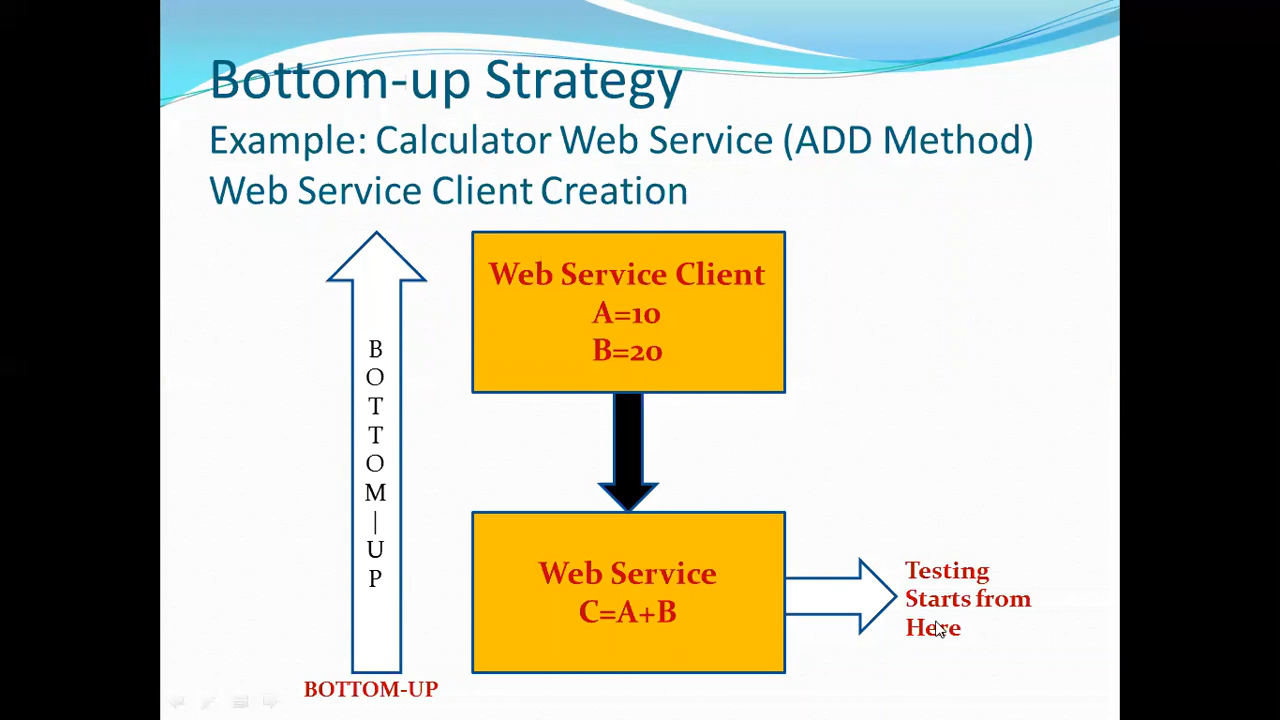 Bottom-up Strategy
Example: Calculator Web Service (ADD Method)
Web Service Client Creation
Web Service Client
A=10
B=20
B
O
T
T
O
M
|
U
P
Web Service
C=A+B
Testing
Starts from
Here
BOTTOM-UP